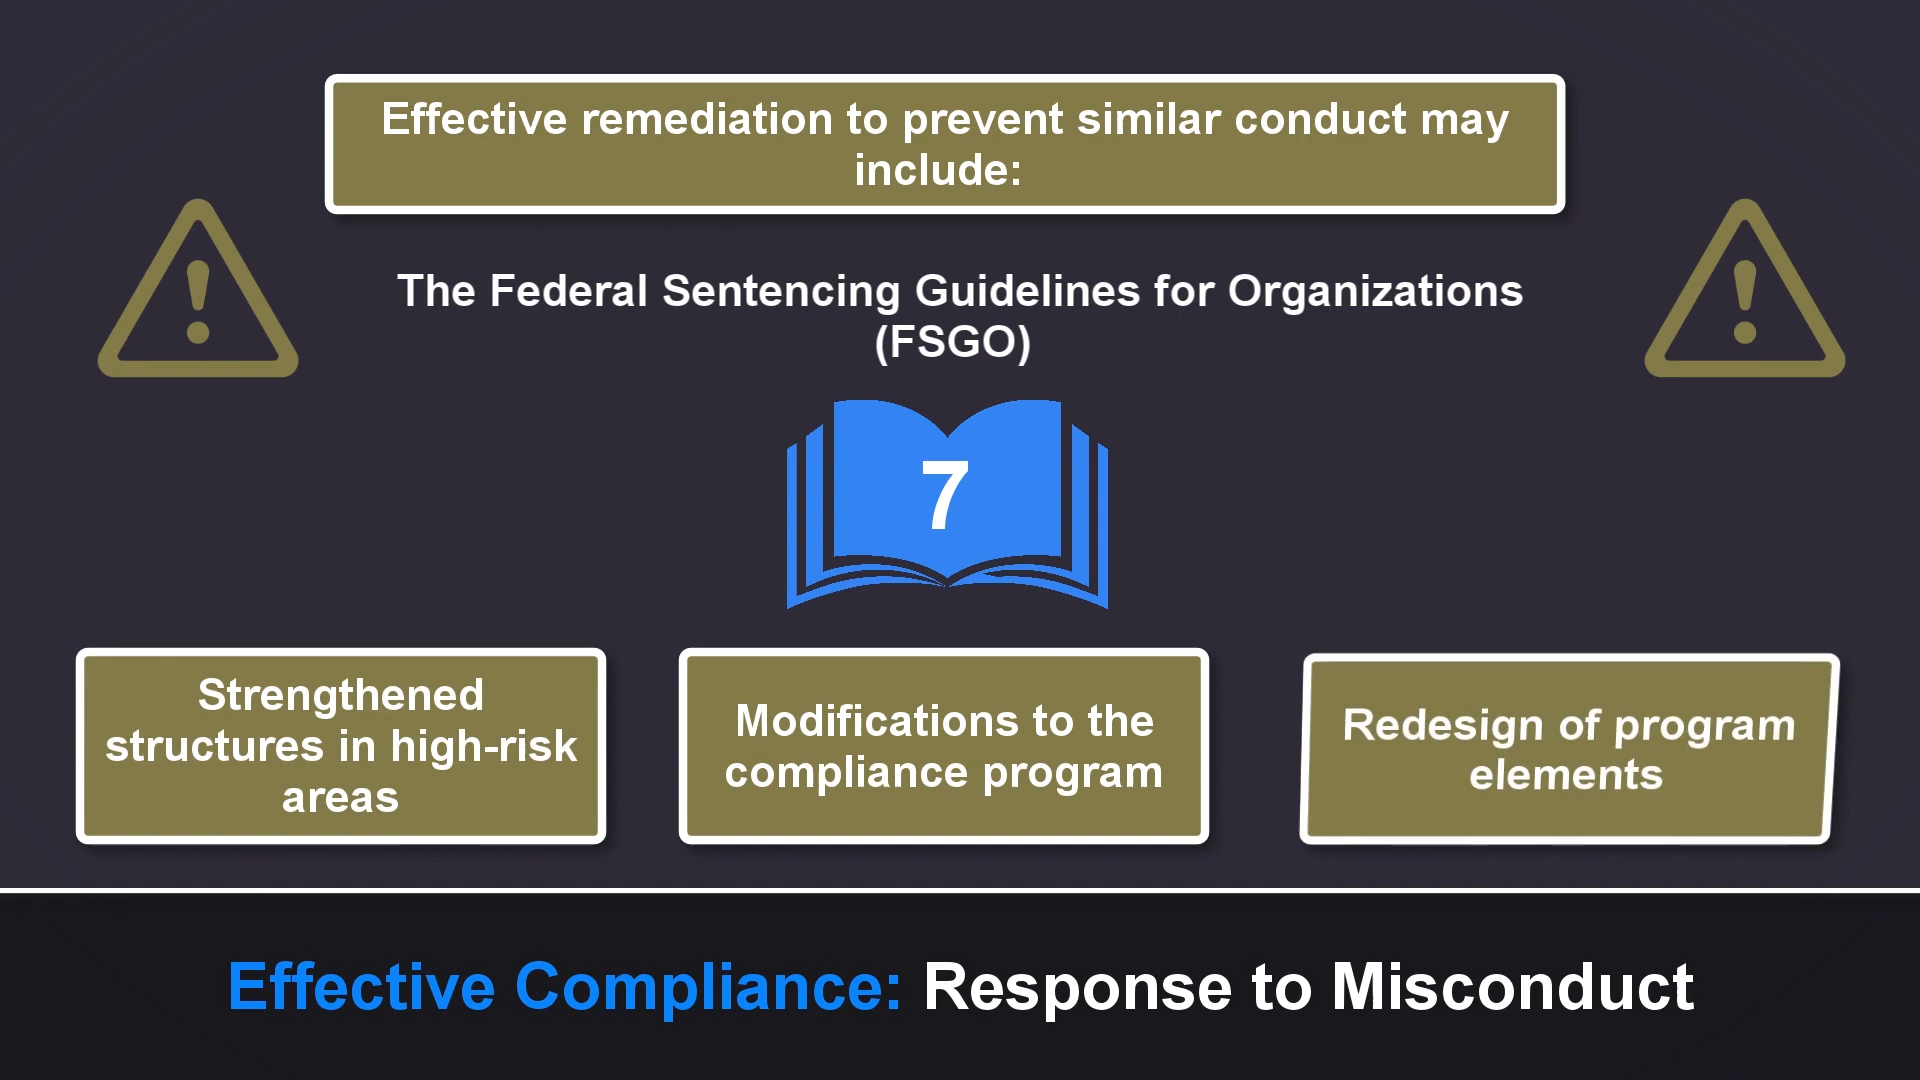 Effective remediation to prevent similar conduct may
include:
The Federal Sentencing Guidelines for Organizations
(FSGO)
7
Strengthened
structures in high-risk
areas
Modifications to the
compliance program
Redesign of program
elements
Effective Compliance: Response to Misconduct